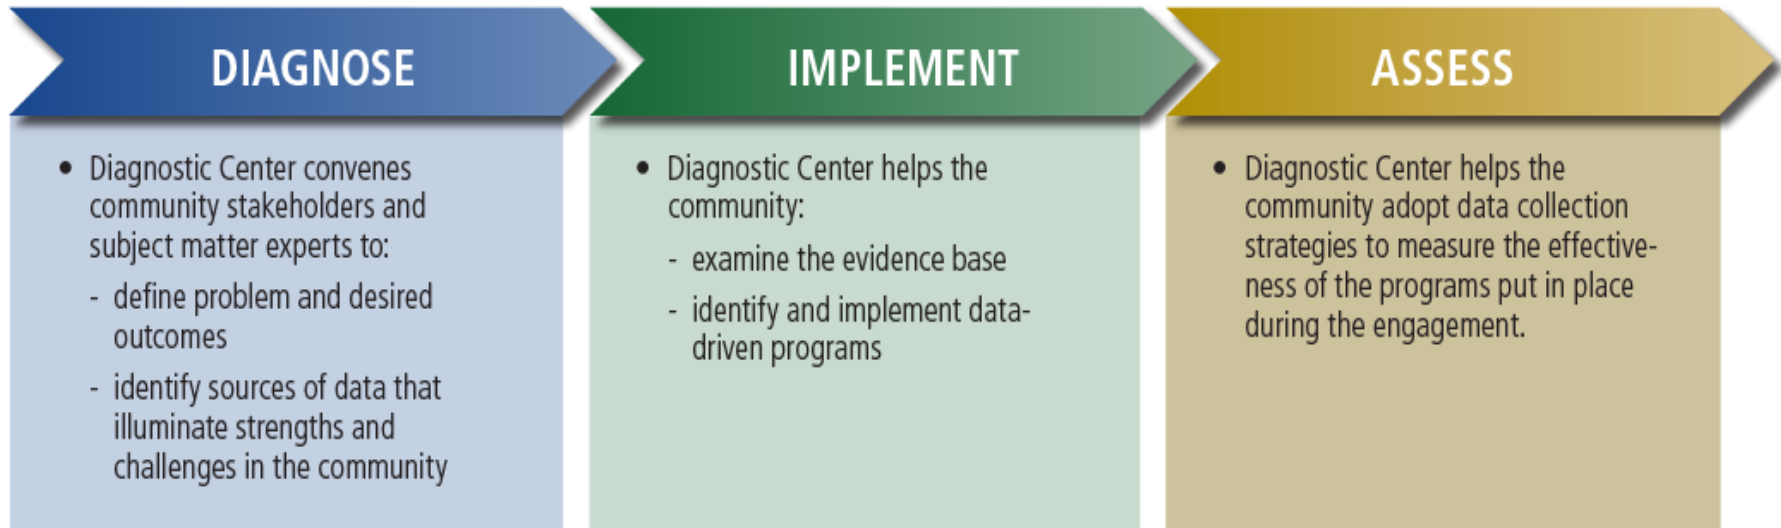 DIAGNOSE
• Diagnostic Center convenes
community stakeholders and
subject matter experts to:
- define problem and desired
outcomes
- identify sources of data that
illuminate strengths and
challenges in the community
IMPLEMENT
• Diagnostic Center helps the
community:
- examine the evidence base
- identify and implement data-
driven programs
ASSESS
• Diagnostic Center helps the
community adopt data collection
strategies to measure the effective-
ness of the programs put in place
during the engagement.